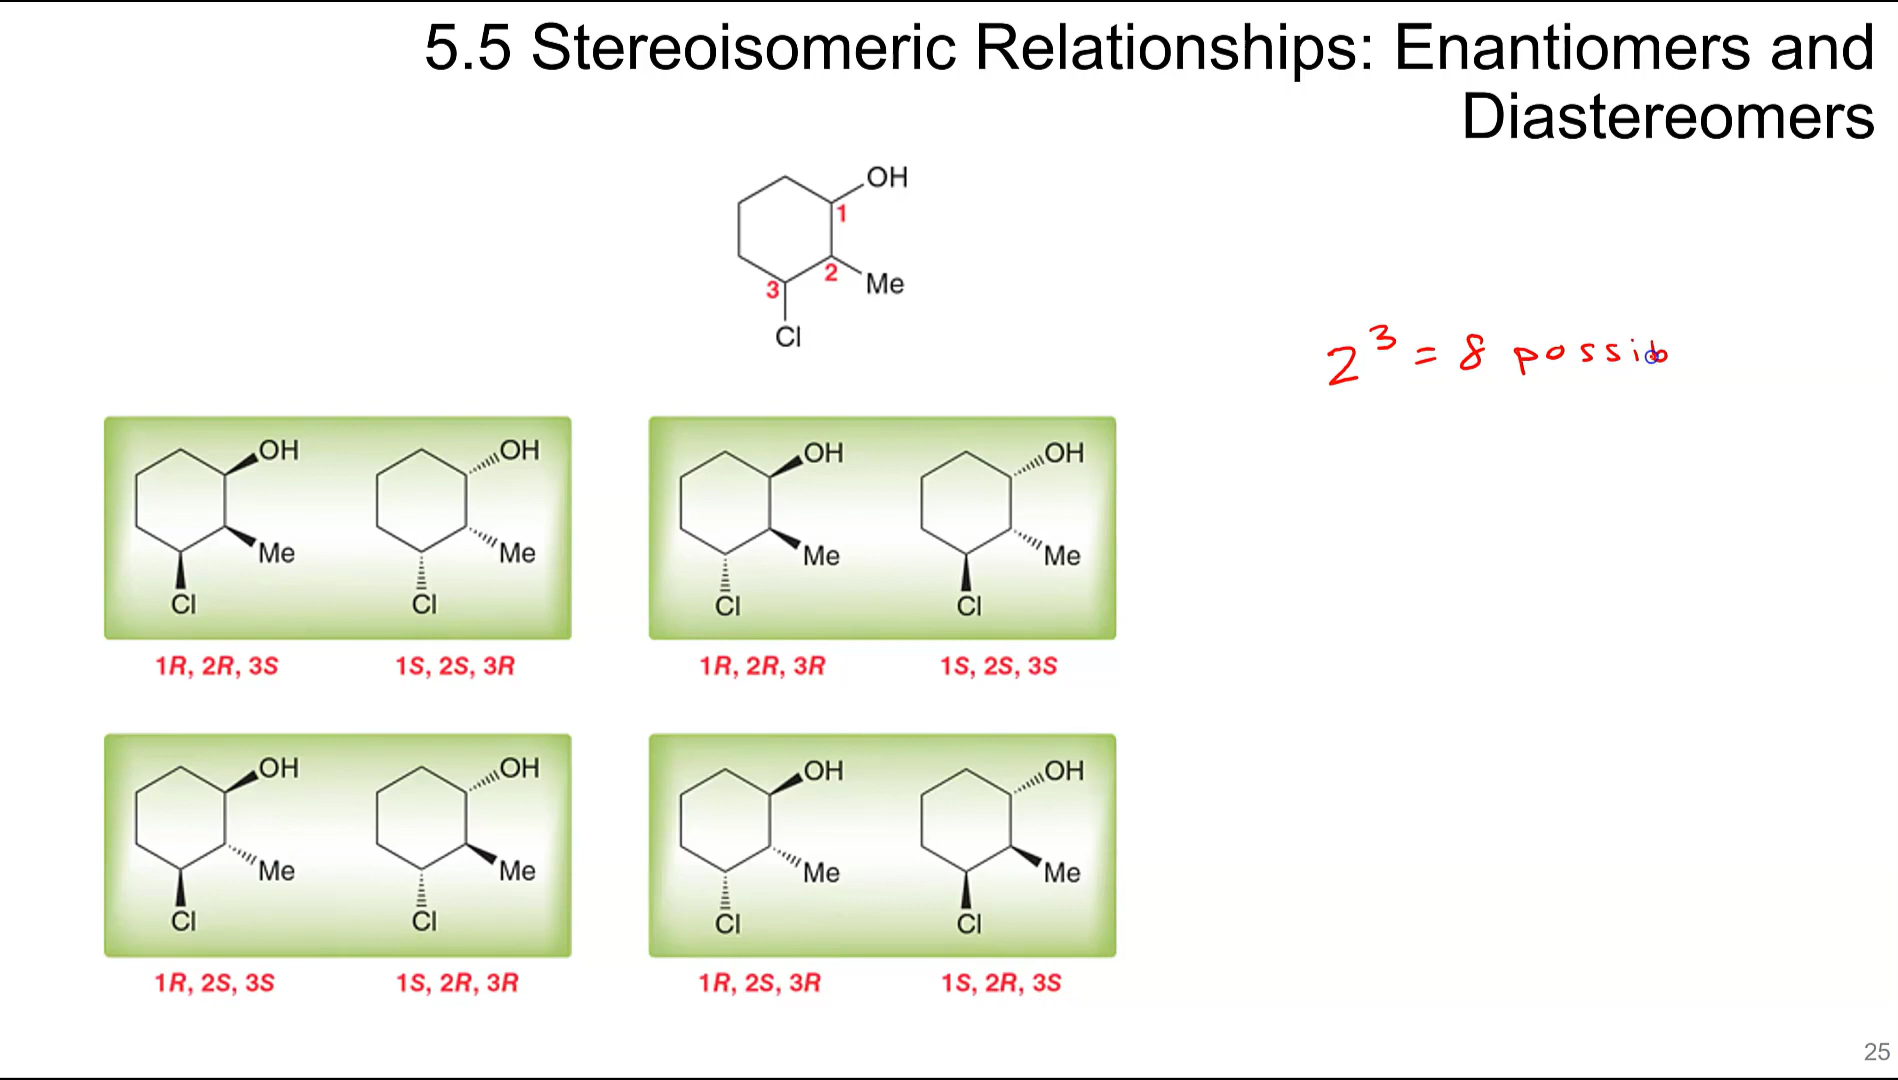 5.5 Stereoisomeric Relationships: Enantiomers and
Diastereomers
OH
1
2
Me
3
Cl
2³ = 8 possib
OH
Me
Cl
OH
Me
Cl
OH
Me
Cl
OH
Me
Cl
1R, 2R, 3S
1S, 2S, 3R
1R, 2R, 3R
1S, 2S, 3S
OH
Me
Cl
OH
Me
Cl
OH
Me
Cl
OH
Me
Cl
1R, 2S, 3S
1S, 2R, 3R
1R, 2S, 3R
1S, 2R, 3S
25